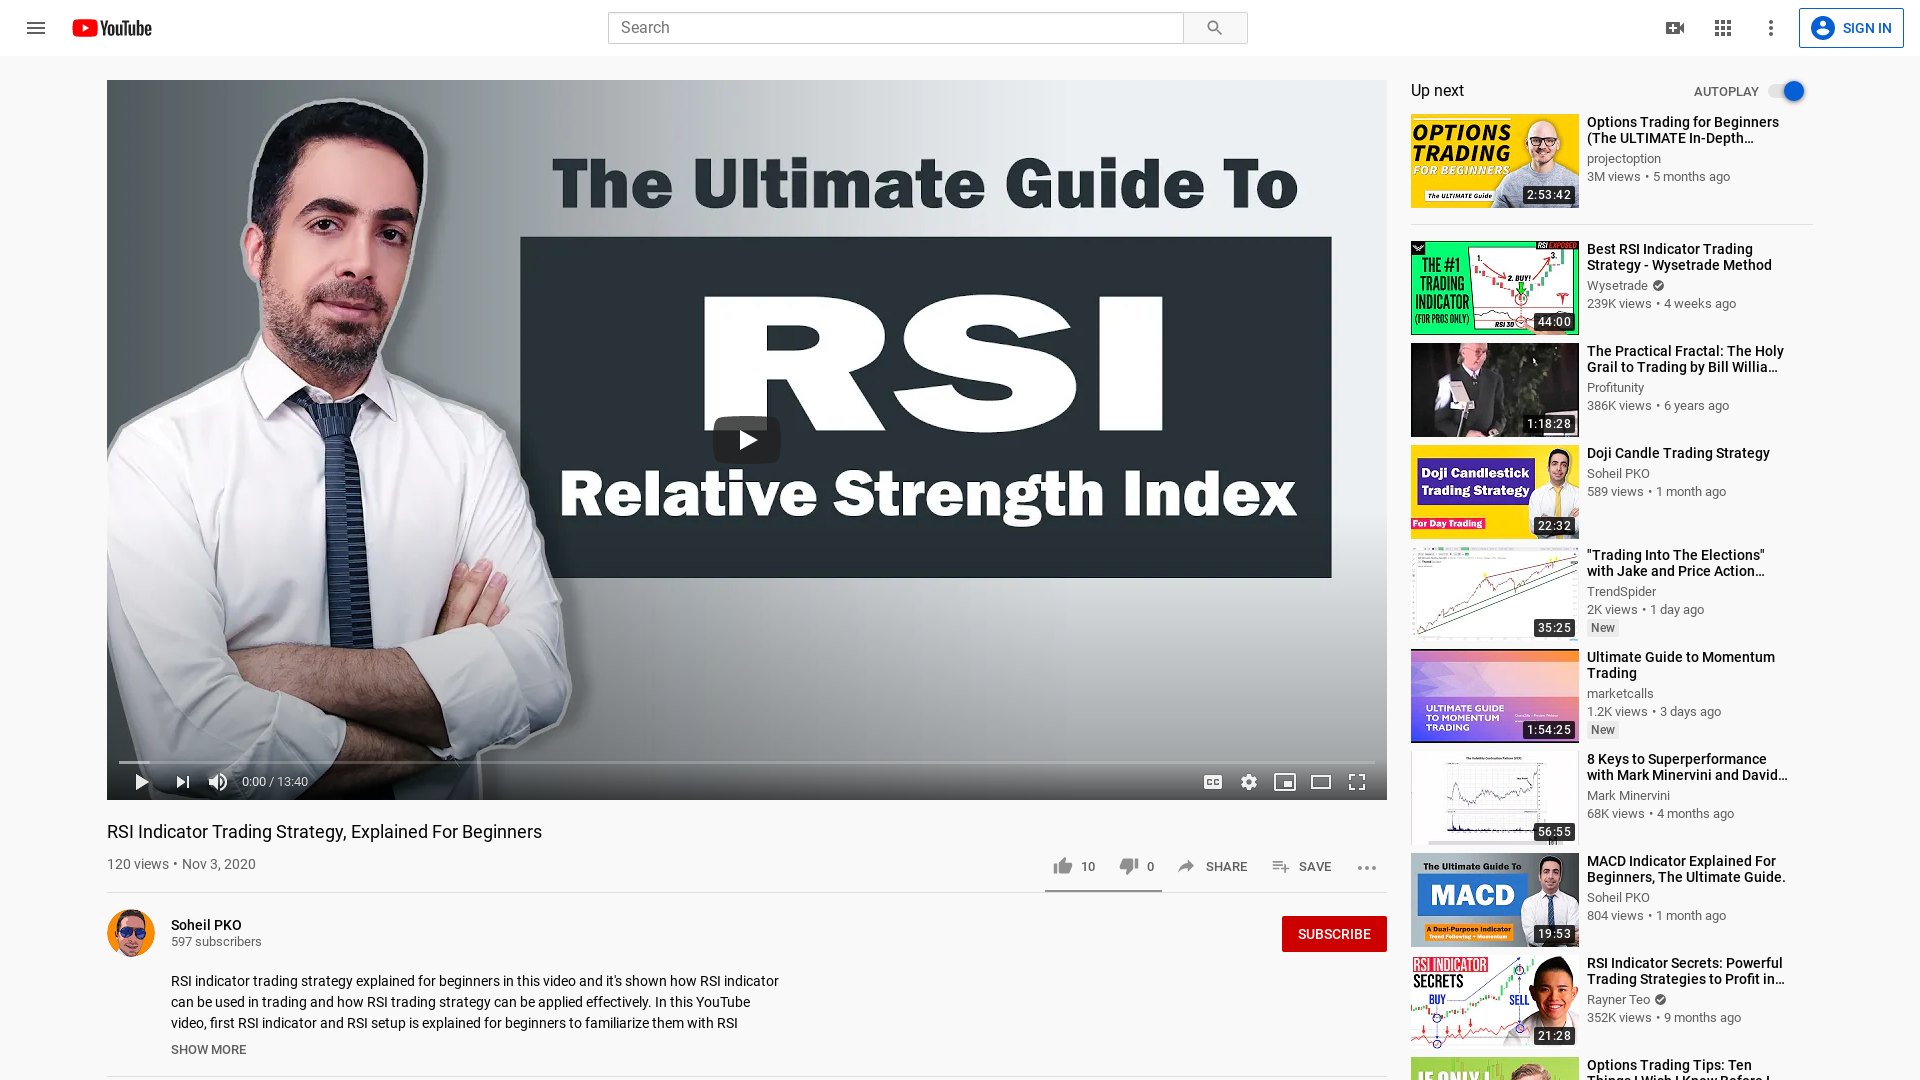 YouTube
Search
SIGN IN
The Ultimate Guide To
RSI
Relative Strength Index
0:00 / 13:40
CC
RSI Indicator Trading Strategy, Explained For Beginners
120 views • Nov 3, 2020
10
0
SHARE
SAVE
Soheil PKO
597 subscribers
SUBSCRIBE
RSI indicator trading strategy explained for beginners in this video and it's shown how RSI indicator
can be used in trading and how RSI trading strategy can be applied effectively. In this YouTube
video, first RSI indicator and RSI setup is explained for beginners to familiarize them with RSI
SHOW MORE
Up next
AUTOPLAY
OPTIONS
TRADING
FOR BEGINNERS
The ULTIMATE Guide
2:53:42
Options Trading for Beginners
(The ULTIMATE In-Depth…
projectoption
3M views • 5 months ago
RSI EXPOSED
THE #1
TRADING
INDICATOR
(FOR PROS ONLY)
1.
2. BUY!
3.
RSI 30
44:00
Best RSI Indicator Trading
Strategy - Wysetrade Method
Wysetrade
239K views • 4 weeks ago
1:18:28
The Practical Fractal: The Holy
Grail to Trading by Bill Willia…
Profitunity
386K views • 6 years ago
Doji Candlestick
Trading Strategy
For Day Trading
22:32
Doji Candle Trading Strategy
Soheil PKO
589 views • 1 month ago
35:25
"Trading Into The Elections"
with Jake and Price Action…
TrendSpider
2K views • 1 day ago
New
ULTIMATE GUIDE
TO MOMENTUM
TRADING
1:54:25
Ultimate Guide to Momentum
Trading
marketcalls
1.2K views • 3 days ago
New
56:55
8 Keys to Superperformance
with Mark Minervini and David…
Mark Minervini
68K views • 4 months ago
The Ultimate Guide To
MACD
A Dual-Purpose Indicator
Trend Following + Momentum
19:53
MACD Indicator Explained For
Beginners, The Ultimate Guide.
Soheil PKO
804 views • 1 month ago
RSI INDICATOR
SECRETS
BUY
SELL
21:28
RSI Indicator Secrets: Powerful
Trading Strategies to Profit in…
Rayner Teo
352K views • 9 months ago
IF ONLY I
Options Trading Tips: Ten
Things I Wish I Knew Before I